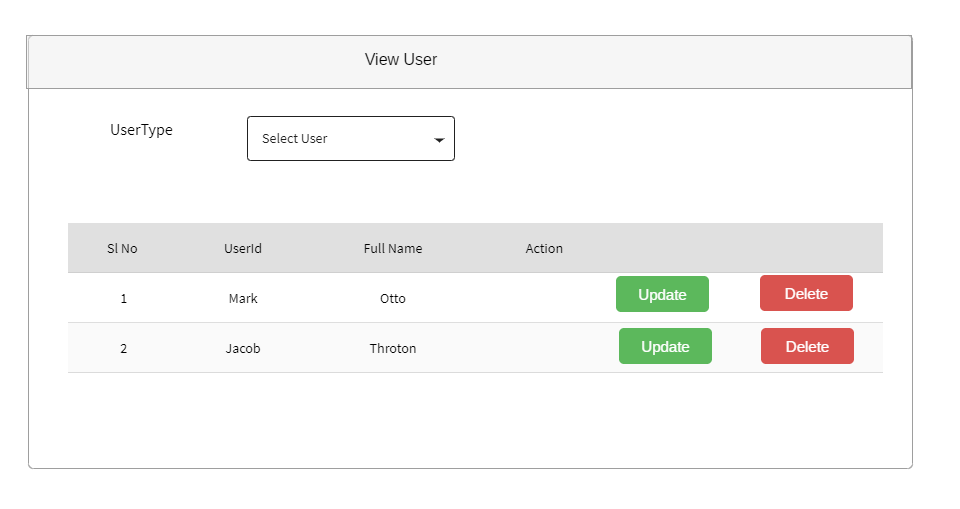 View User
UserType Select User
Sl No UserId Full Name Action
1 Mark Otto Update Delete
2 Jacob Throton Update Delete